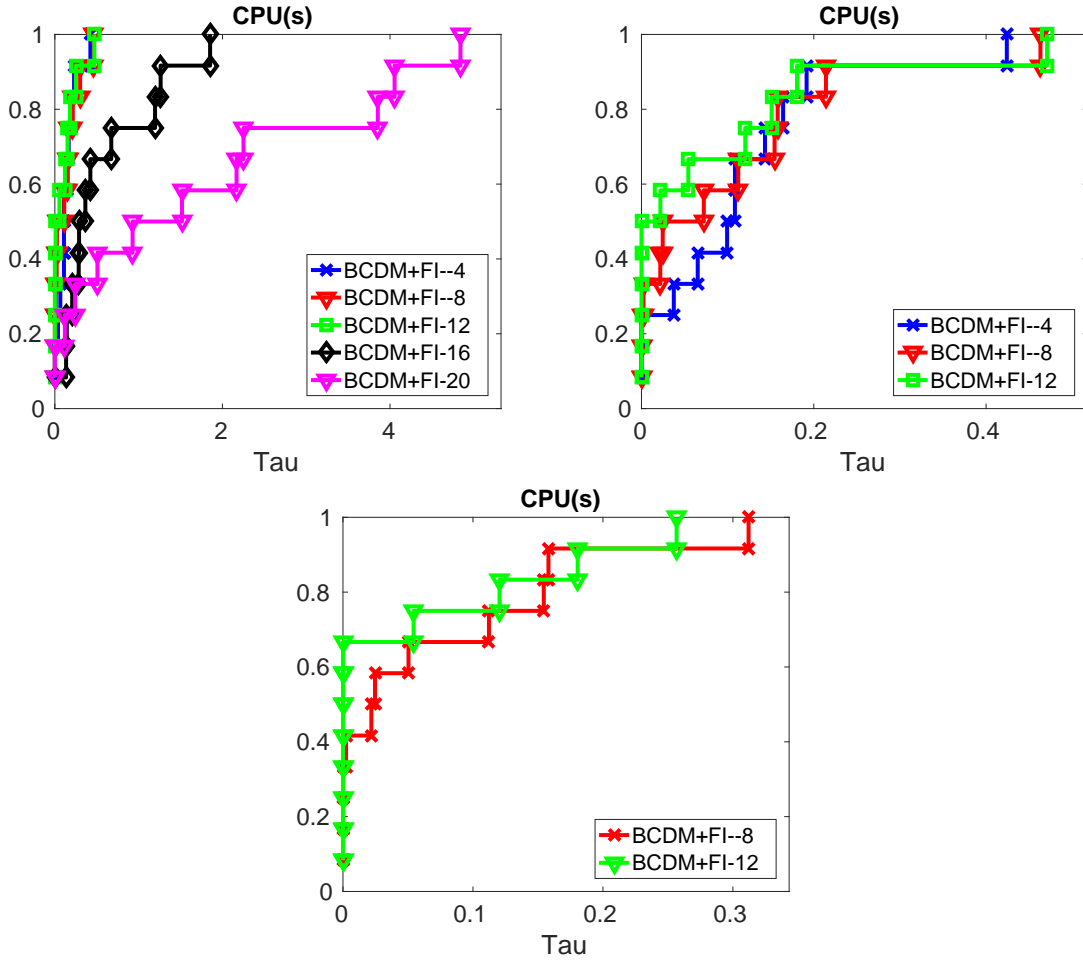 CPU(s)
1
0.8
0.6
0.4
0.2
0
0
2
4
Tau
BCDM+FI--4
BCDM+FI--8
BCDM+FI-12
BCDM+FI-16
BCDM+FI-20
CPU(s)
1
0.8
0.6
0.4
0.2
0
0
0.2
0.4
Tau
BCDM+FI--4
BCDM+FI--8
BCDM+FI-12
CPU(s)
1
0.8
0.6
0.4
0.2
0
0
0.1
0.2
0.3
Tau
BCDM+FI--8
BCDM+FI-12